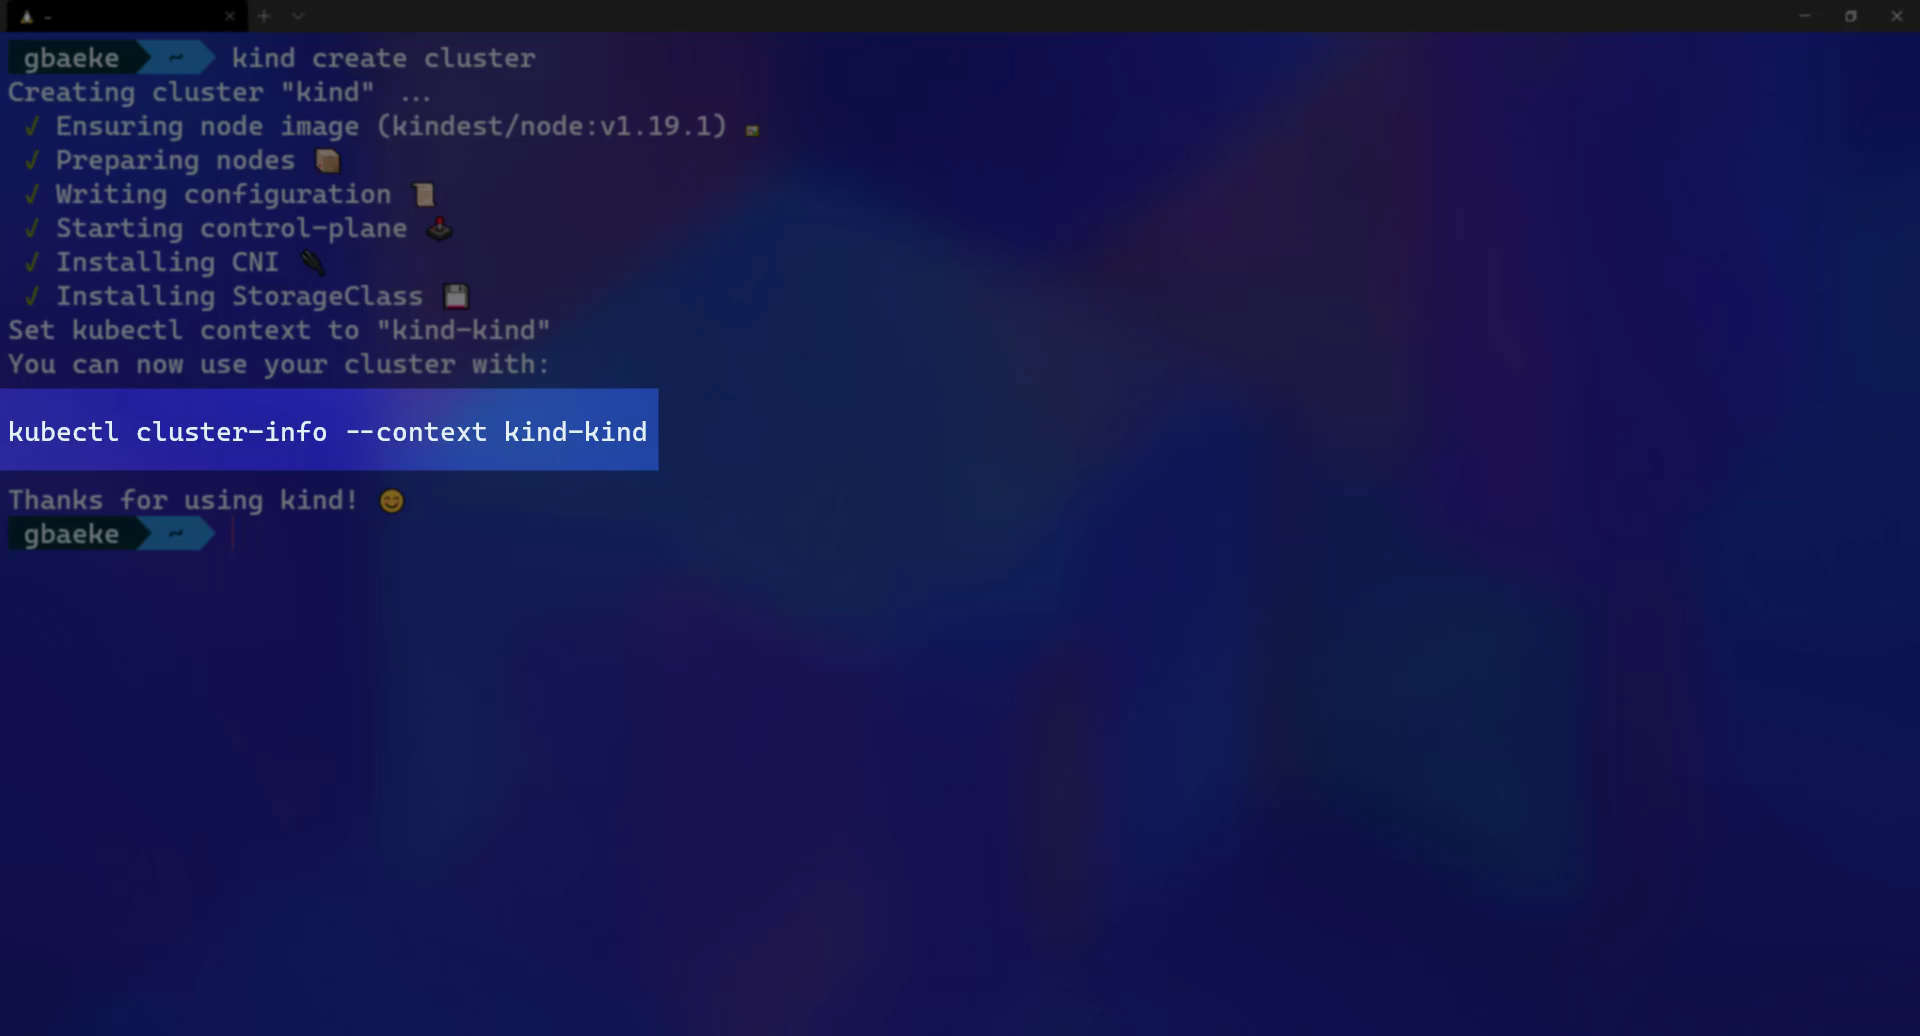 ~
gbaeke ~ kind create cluster
Creating cluster "kind" ...
✓ Ensuring node image (kindest/node:v1.19.1) 🖼
✓ Preparing nodes 📦
✓ Writing configuration 📜
✓ Starting control-plane 🕹️
✓ Installing CNI 🔌
✓ Installing StorageClass 💾
Set kubectl context to "kind-kind"
You can now use your cluster with:
kubectl cluster-info --context kind-kind
Thanks for using kind! 😊
gbaeke ~